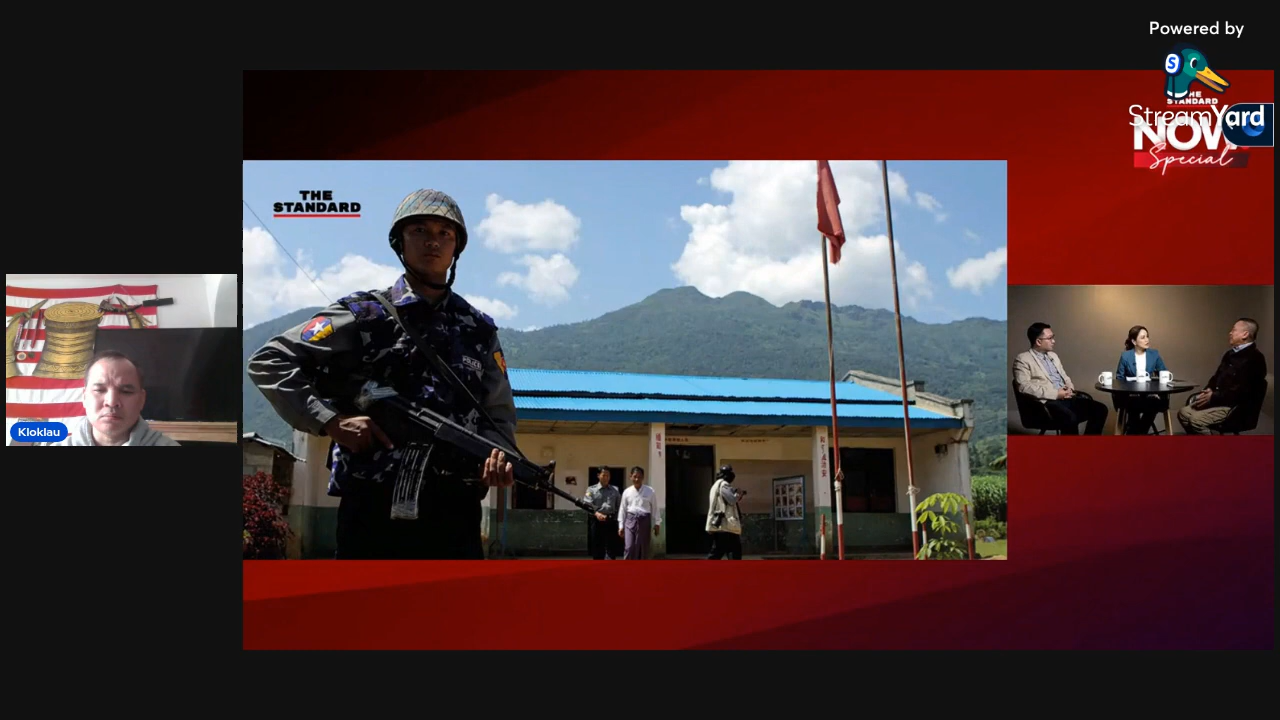 Powered by
StreamYard
THE
STANDARD
NOW
Special
THE
STANDARD
POLICE
Kloklau